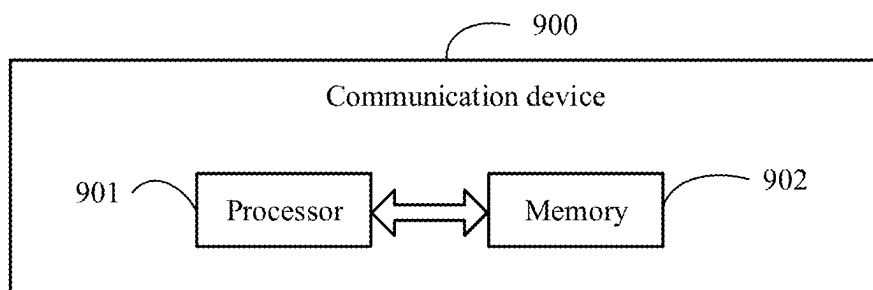 900
Communication device
901
Processor
Memory
902